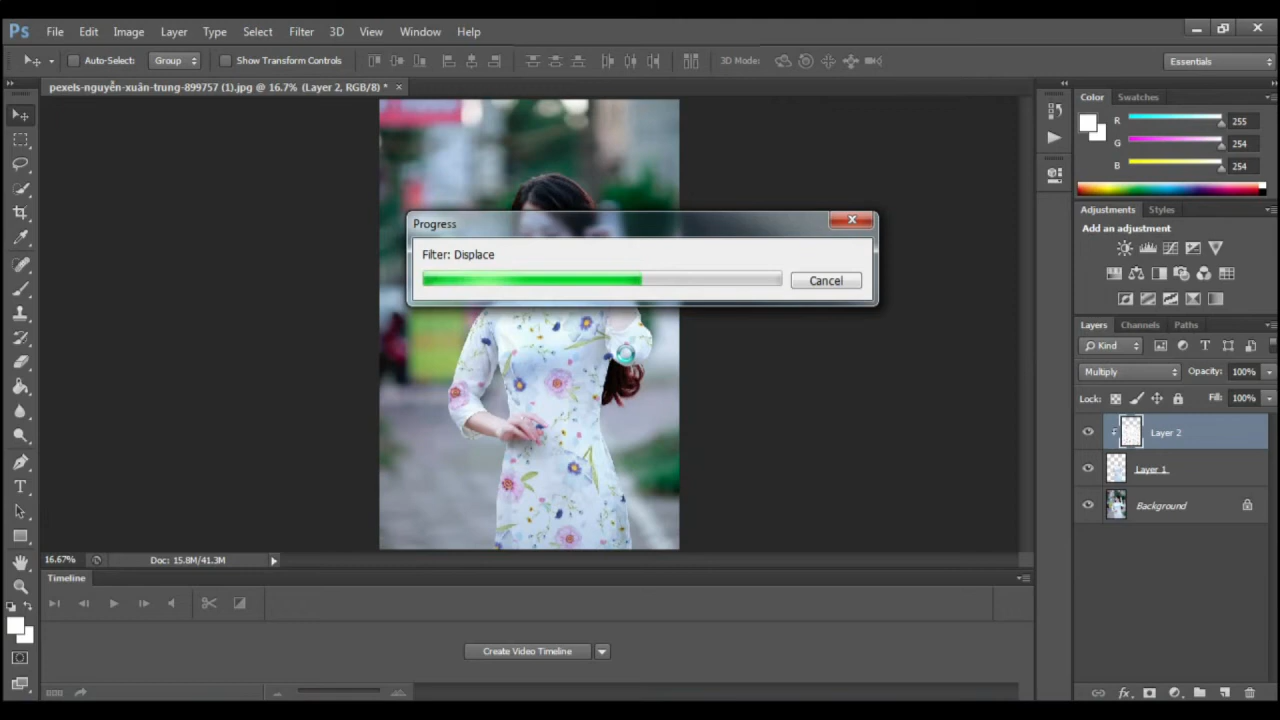 Ps File Edit Image Layer Type Select Filter 3D View Window Help
Auto-Select: Group Show Transform Controls 3D Mode: Essentials
pexels-nguyễn-xuân-trung-899757 (1).jpg @ 16.7% (Layer 2, RGB/8) *
Color Swatches
R 255
G 254
B 254
Adjustments Styles
Add an adjustment
Progress
Filter: Displace
Cancel
Layers Channels Paths
Kind
Multiply Opacity: 100%
Lock: Fill: 100%
Layer 2
Layer 1
Background
16.67% Doc: 15.8M/41.3M
Timeline
Create Video Timeline